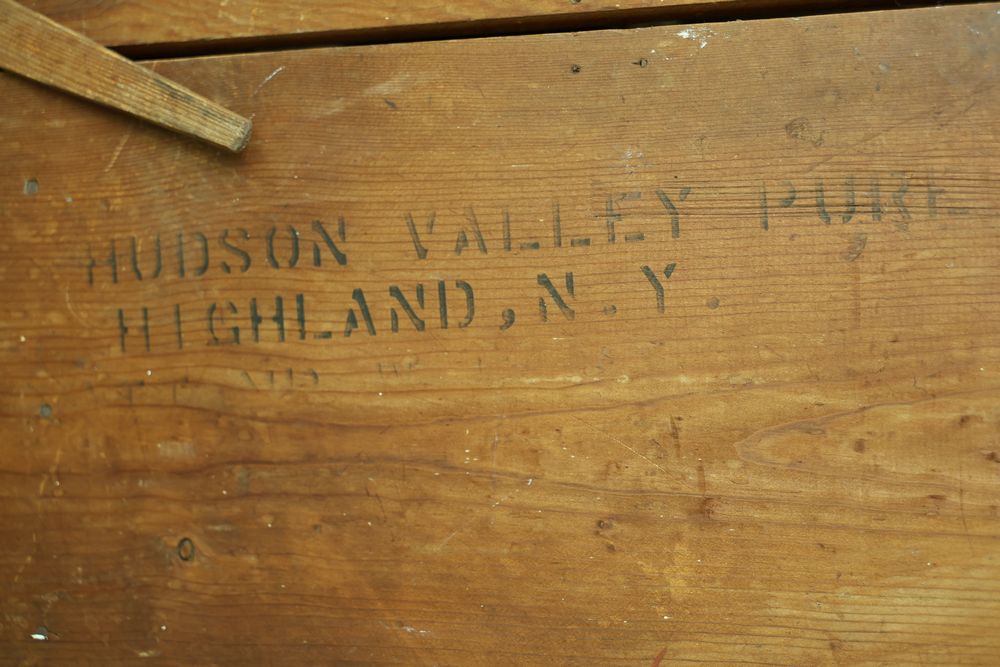 HUDSON VALLEY PURE
HIGHLAND, N.Y.